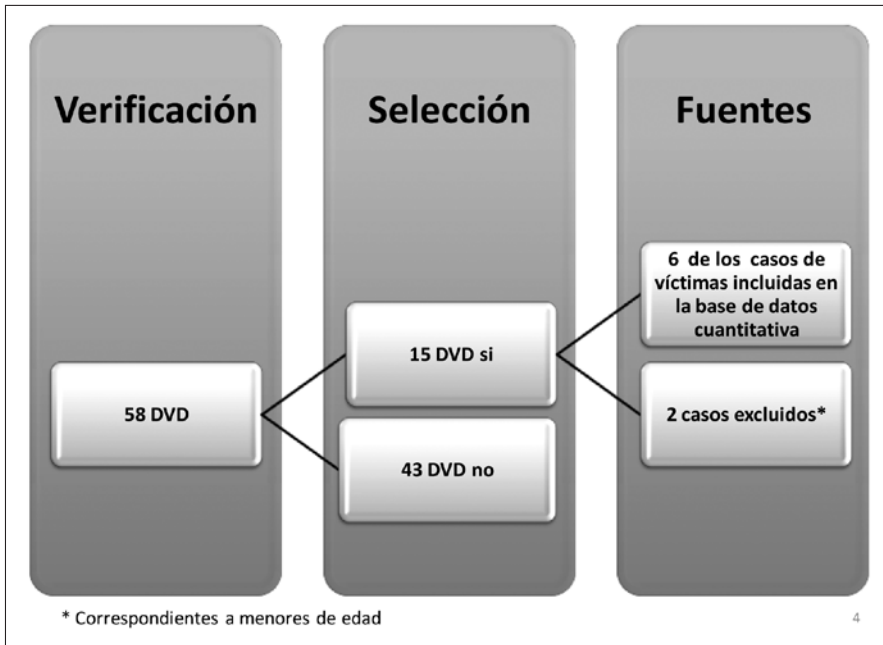 Verificación
Selección
Fuentes
58 DVD
15 DVD si
43 DVD no
6 de los casos de
víctimas incluidas en
la base de datos
cuantitativa
2 casos excluidos*
* Correspondientes a menores de edad
4